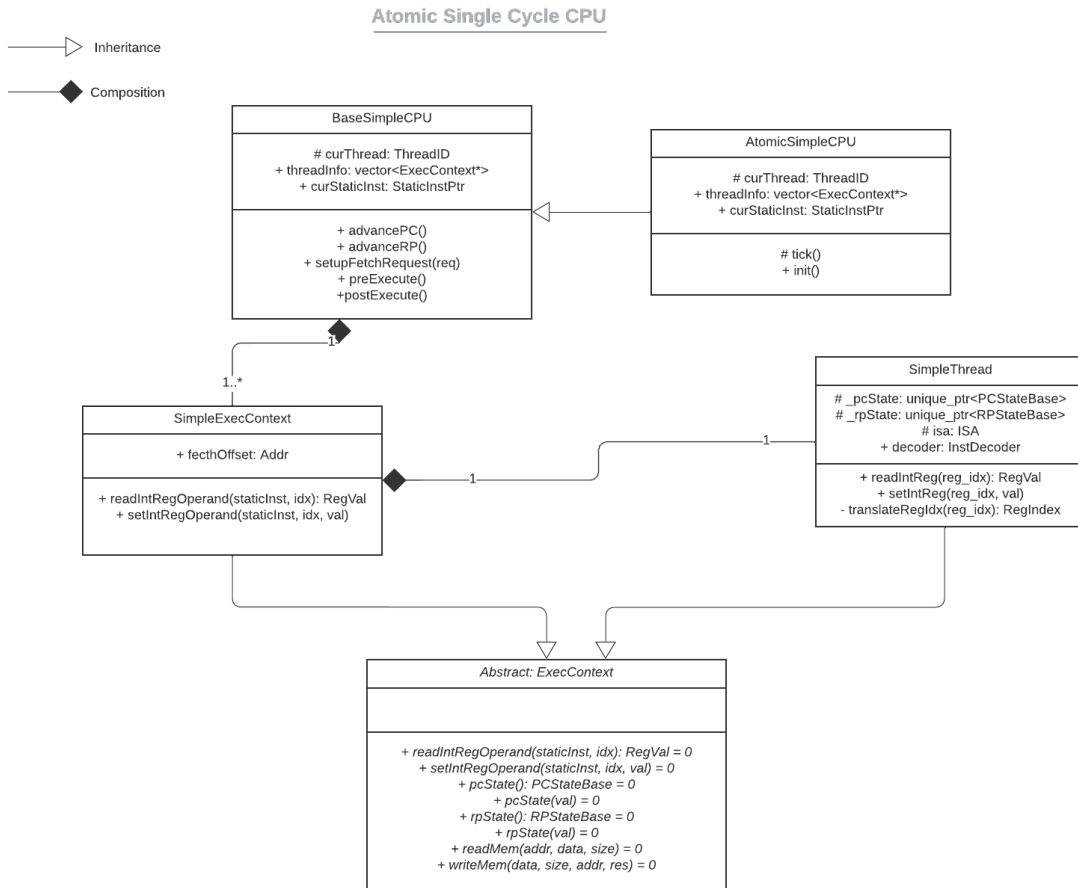 Atomic Single Cycle CPU
Inheritance
Composition
BaseSimpleCPU
# curThread: ThreadID
+ threadInfo: vector<ExecContext*>
+ curStaticInst: StaticInstPtr
+ advancePC()
+ advanceRP()
+ setupFetchRequest(req)
+ preExecute()
+postExecute()
AtomicSimpleCPU
# curThread: ThreadID
+ threadInfo: vector<ExecContext*>
+ curStaticInst: StaticInstPtr
# tick()
+ init()
1
1..*
SimpleExecContext
+ fecthOffset: Addr
+ readIntRegOperand(staticInst, idx): RegVal
+ setIntRegOperand(staticInst, idx, val)
1
1
SimpleThread
# _pcState: unique_ptr<PCStateBase>
# _rpState: unique_ptr<RPStateBase>
# isa: ISA
+ decoder: InstDecoder
+ readIntReg(reg_idx): RegVal
+ setIntReg(reg_idx, val)
- translateRegIdx(reg_idx): RegIndex
Abstract: ExecContext
+ readIntRegOperand(staticInst, idx): RegVal = 0
+ setIntRegOperand(staticInst, idx, val) = 0
+ pcState(): PCStateBase = 0
+ pcState(val) = 0
+ rpState(): RPStateBase = 0
+ rpState(val) = 0
+ readMem(addr, data, size) = 0
+ writeMem(data, size, addr, res) = 0